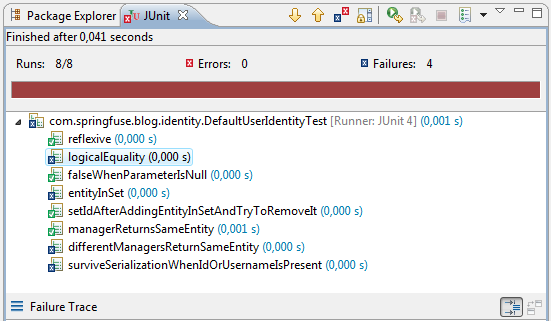 Package Explorer JUnit
Finished after 0,041 seconds
Runs: 8/8 Errors: 0 Failures: 4
com.springfuse.blog.identity.DefaultUserIdentityTest [Runner: JUnit 4] (0,001 s)
reflexive (0,000 s)
logicalEquality (0,000 s)
falseWhenParameterIsNull (0,000 s)
entityInSet (0,000 s)
setIdAfterAddingEntityInSetAndTryToRemoveIt (0,000 s)
managerReturnsSameEntity (0,001 s)
differentManagersReturnSameEntity (0,000 s)
surviveSerializationWhenIdOrUsernameIsPresent (0,000 s)
Failure Trace